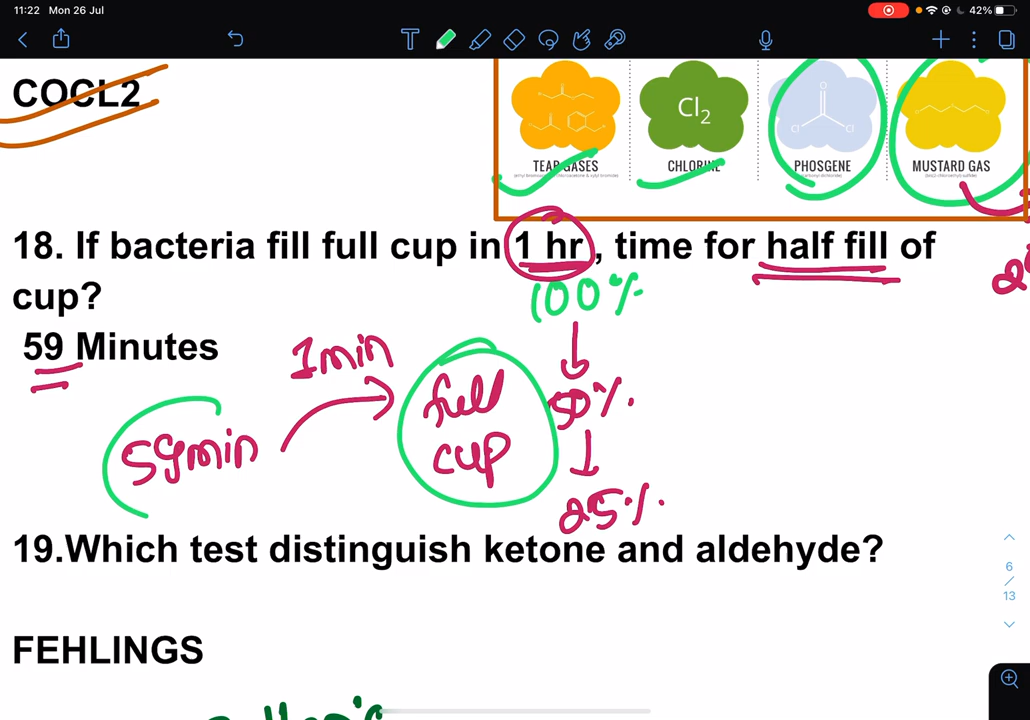 11:22 Mon 26 Jul
42%
COCL2
Cl2
O
Cl Cl
TEAR GASES
CHLORINE
PHOSGENE
MUSTARD GAS
18. If bacteria fill full cup in 1 hr , time for half fill of
cup?
100%
59 Minutes
1min
full
cup
59min
50%
25%
19.Which test distinguish ketone and aldehyde?
6
/
13
FEHLINGS